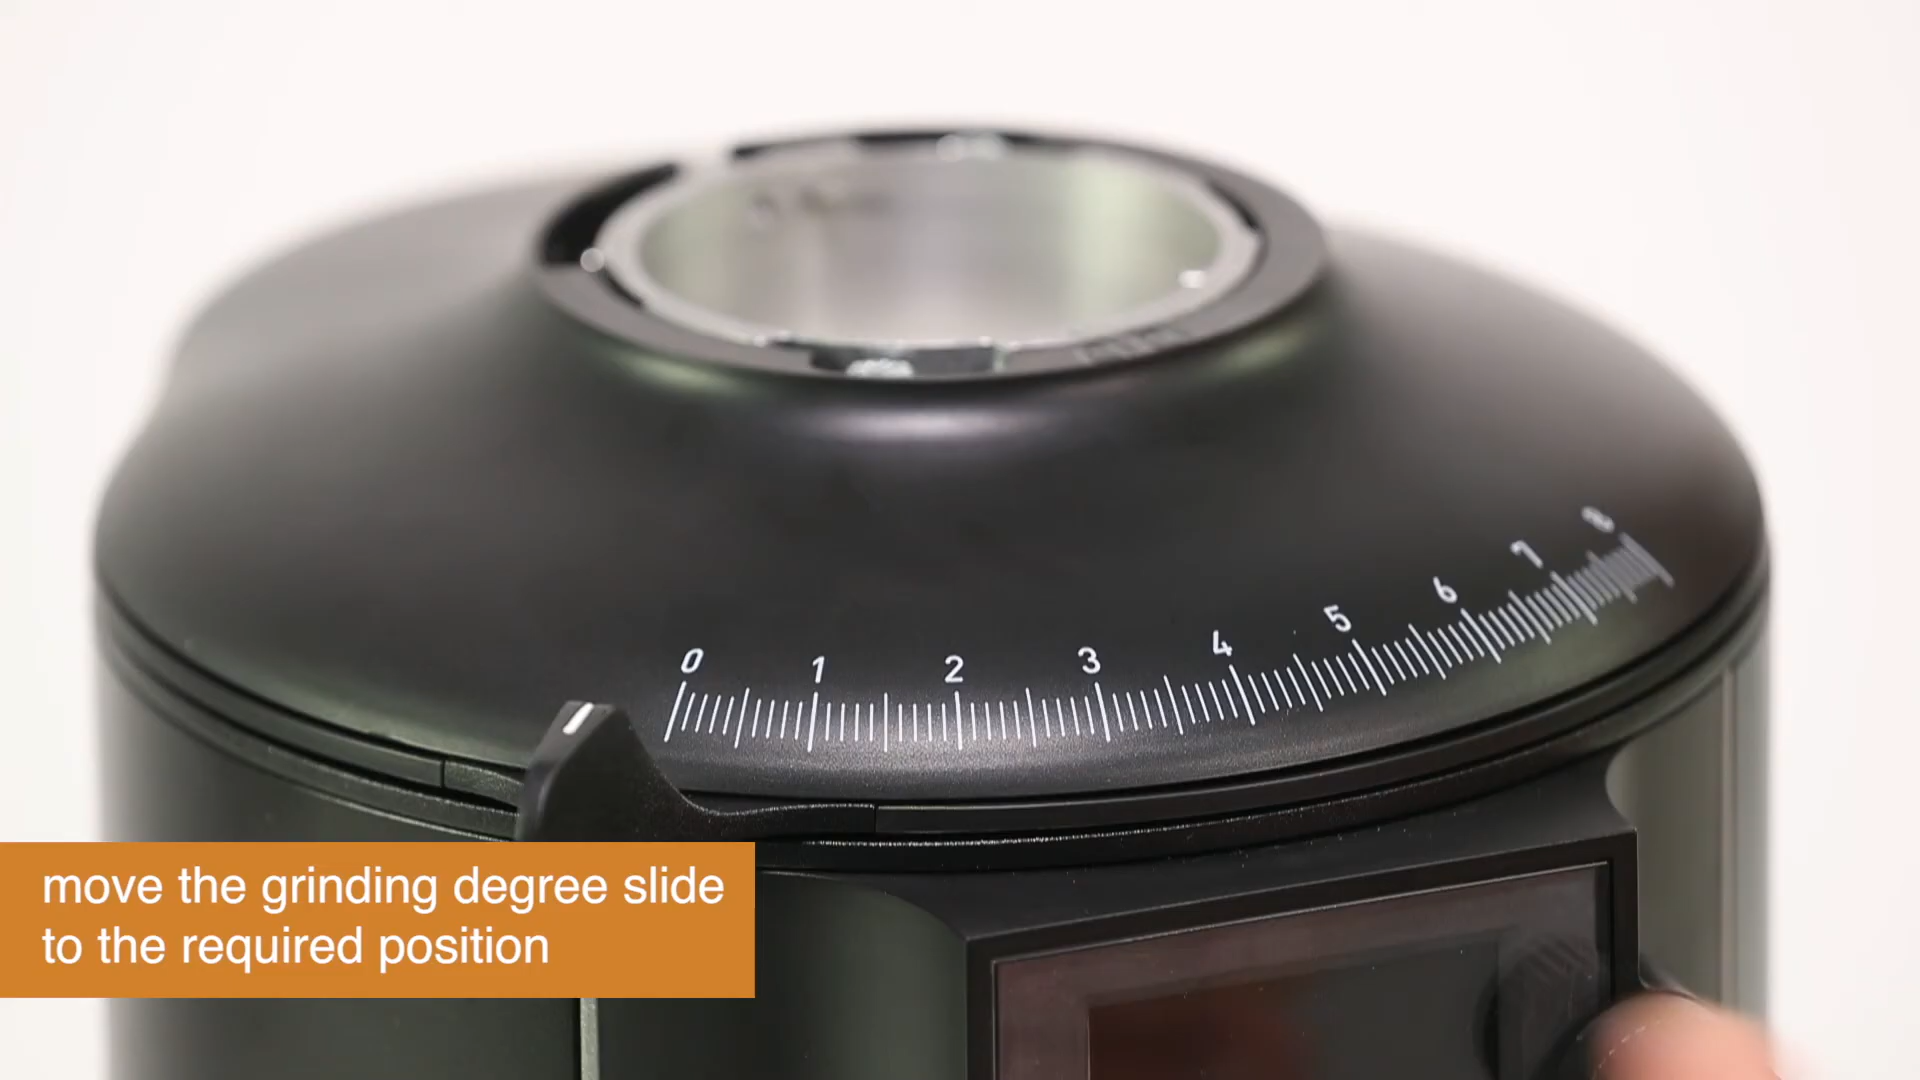 0 1 2 3 4 5 6 7 8
move the grinding degree slide
to the required position